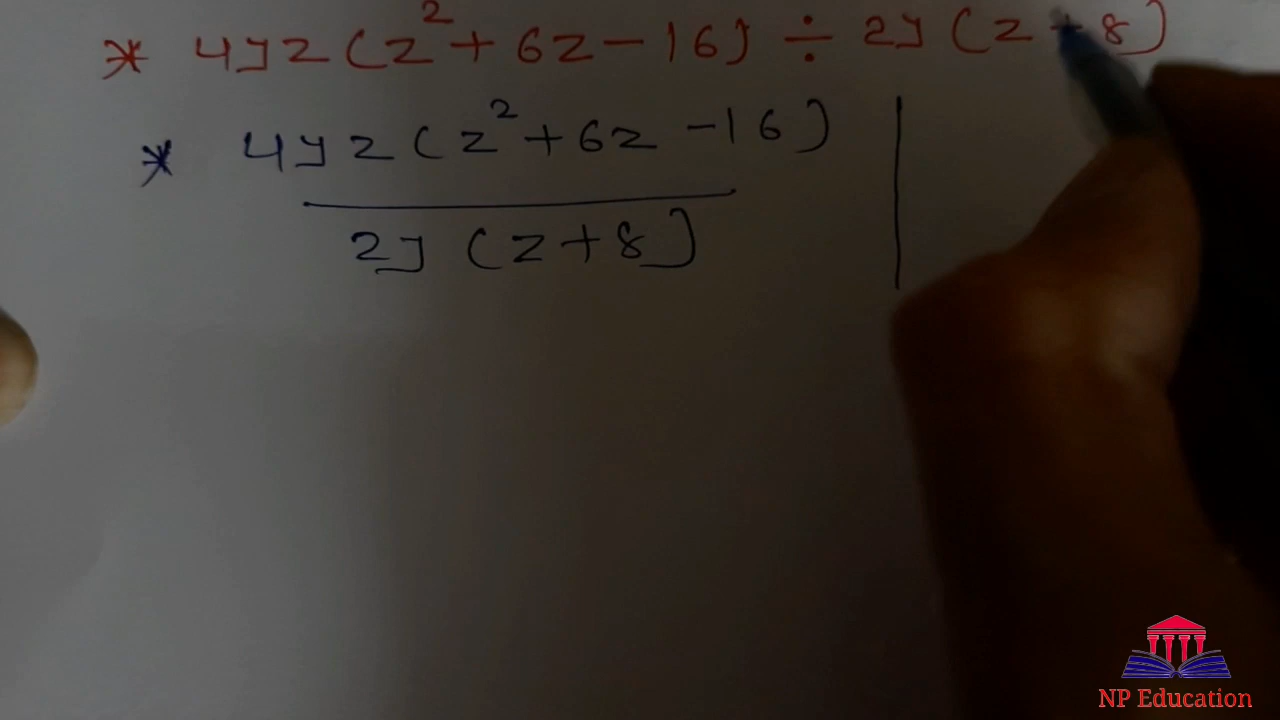 * 4yz(z²+6z-16) ÷ 2y(z+8)
* 4yz(z²+6z-16)
2y(z+8)
NP Education